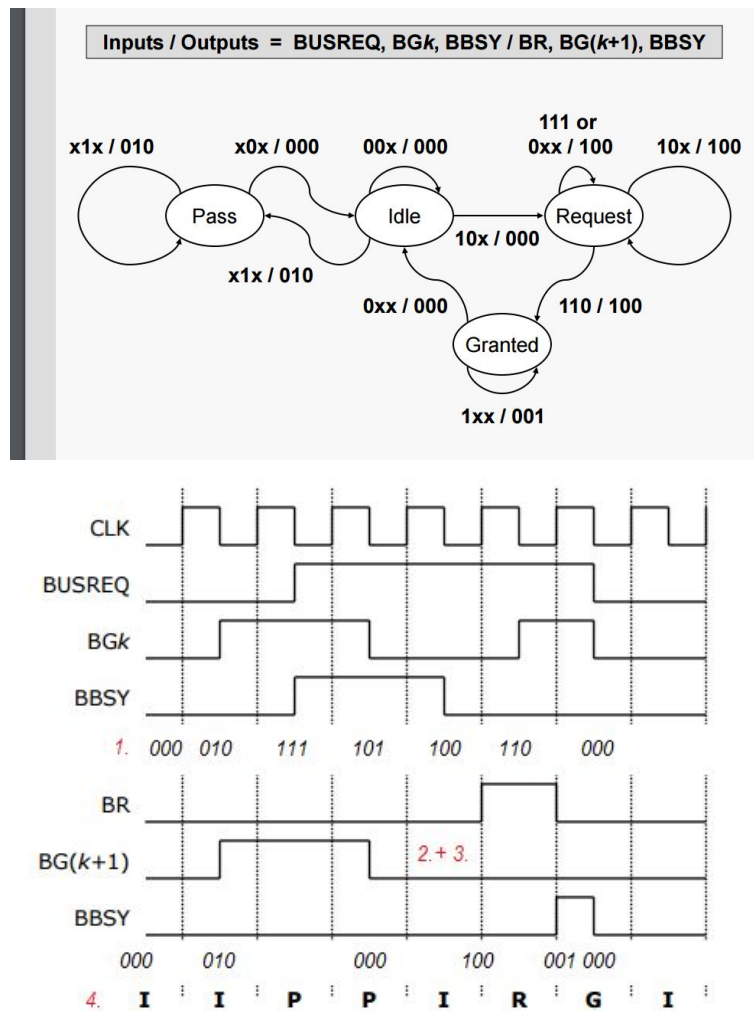 Inputs / Outputs = BUSREQ, BGk, BBSY / BR, BG(k+1), BBSY
111 or
x1x / 010 x0x / 000 00x / 000 0xx / 100 10x / 100
Pass Idle Request
10x / 000
x1x / 010
0xx / 000 110 / 100
Granted
1xx / 001
CLK
BUSREQ
BGk
BBSY
1. 000 010 111 101 100 110 000
BR
BG(k+1) 2.+ 3.
BBSY
000 010 000 100 001 000
4. I I P P I R G I